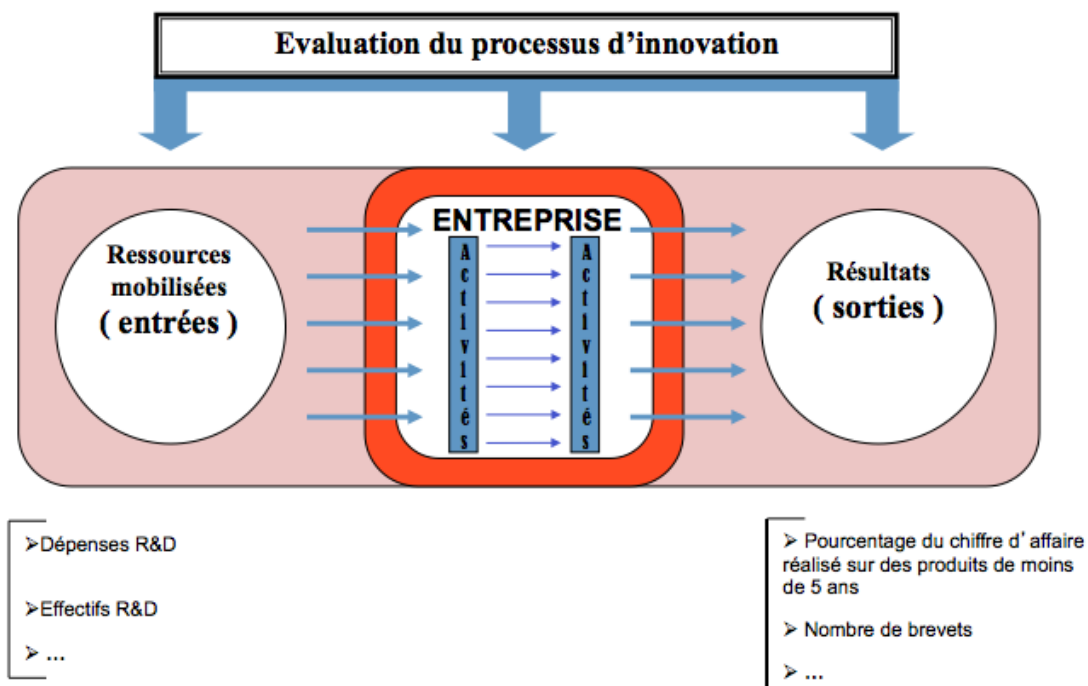 Evaluation du processus d’innovation
Ressources
mobilisées
( entrées )
ENTREPRISE
Activités
Activités
Résultats
( sorties )
➢Dépenses R&D
➢Effectifs R&D
➢ ...
➢ Pourcentage du chiffre d’ affaire
réalisé sur des produits de moins
de 5 ans
➢ Nombre de brevets
➢ ...